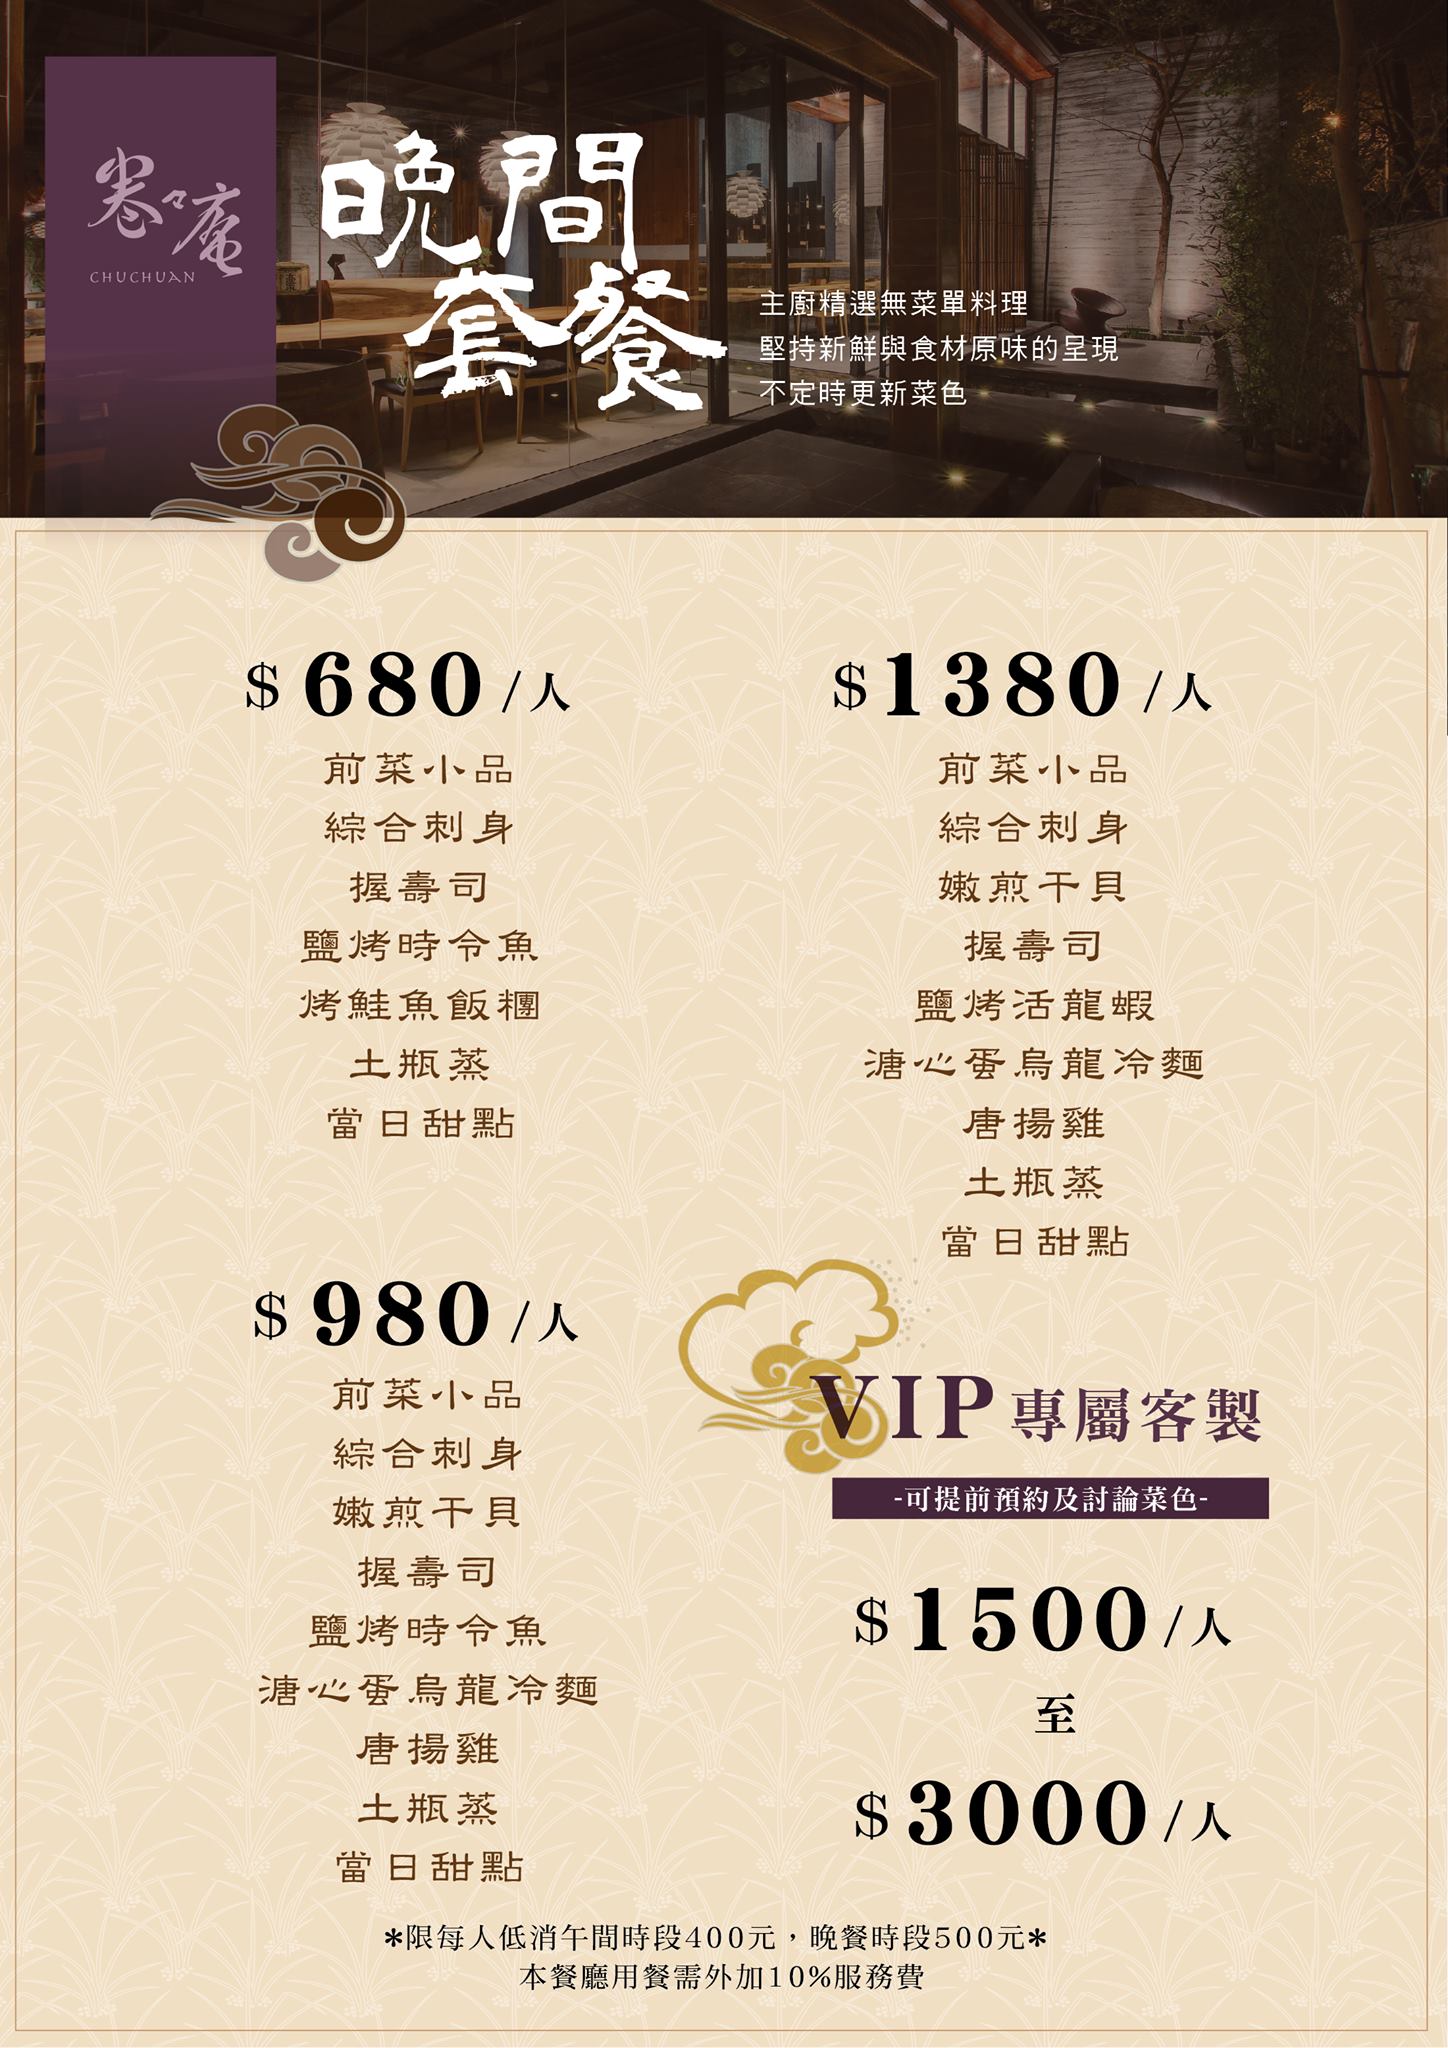 卷々庵
CHUCHUAN
晚間
套餐
主廚精選無菜單料理
堅持新鮮與食材原味的呈現
不定時更新菜色
$680/人
前菜小品
綜合刺身
握壽司
鹽烤時令魚
烤鮭魚飯糰
土瓶蒸
當日甜點
$1380/人
前菜小品
綜合刺身
嫩煎干貝
握壽司
鹽烤活龍蝦
溏心蛋烏龍冷麵
唐揚雞
土瓶蒸
當日甜點
$980/人
前菜小品
綜合刺身
嫩煎干貝
握壽司
鹽烤時令魚
溏心蛋烏龍冷麵
唐揚雞
土瓶蒸
當日甜點
VIP專屬客製
-可提前預約及討論菜色-
$1500/人
至
$3000/人
*限每人低消午間時段400元，晚餐時段500元*
本餐廳用餐需外加10%服務費